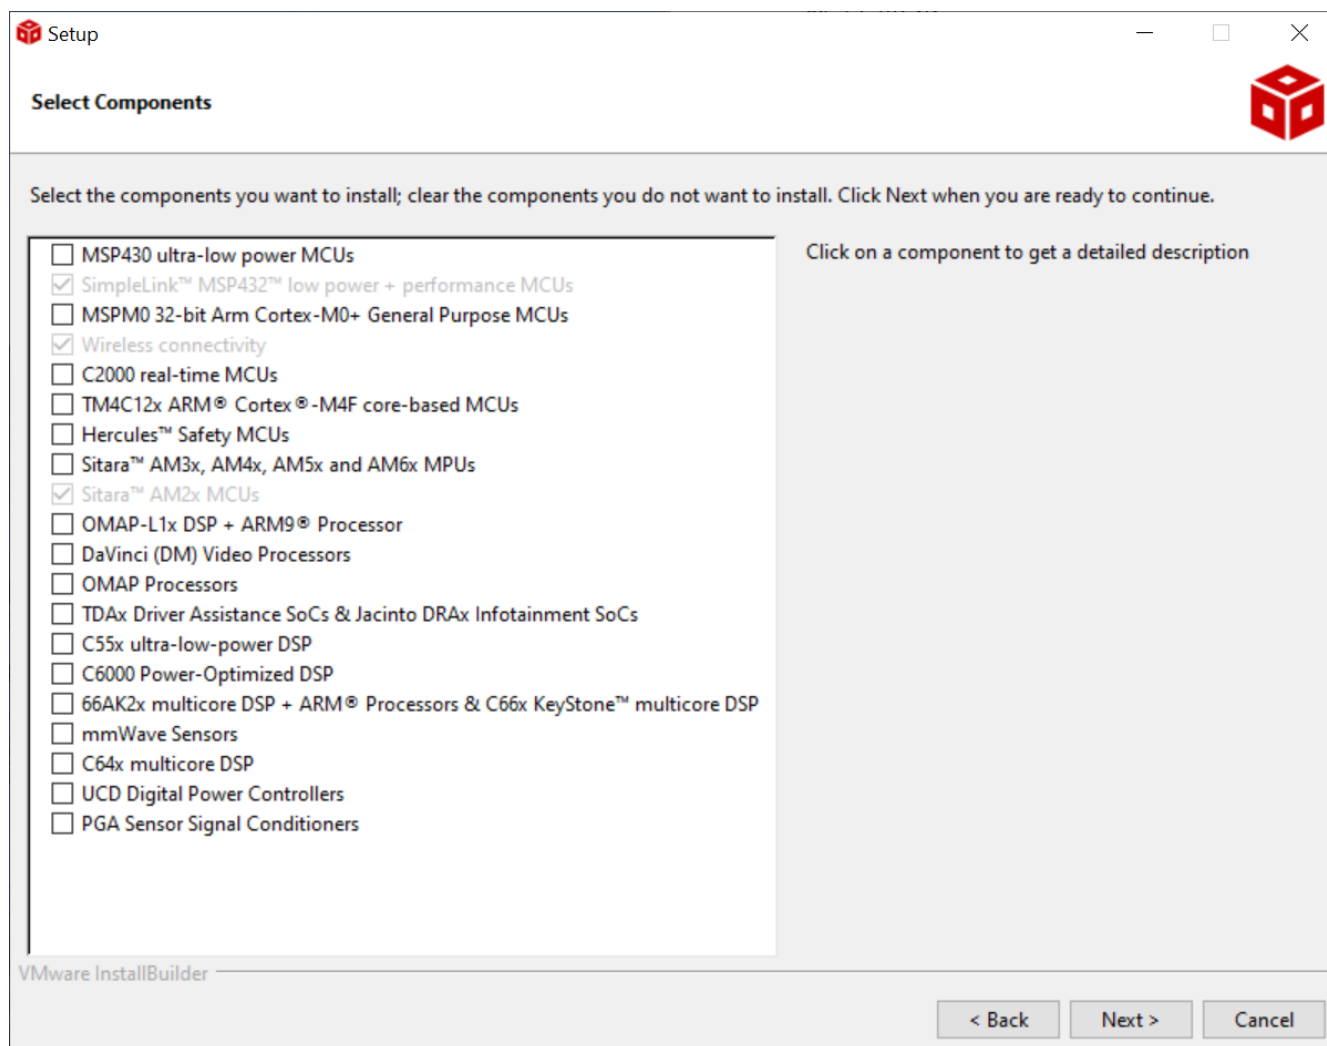 Setup
Select Components
Select the components you want to install; clear the components you do not want to install. Click Next when you are ready to continue.
MSP430 ultra-low power MCUs
SimpleLink™ MSP432™ low power + performance MCUs
MSPM0 32-bit Arm Cortex-M0+ General Purpose MCUs
Wireless connectivity
C2000 real-time MCUs
TM4C12x ARM® Cortex®-M4F core-based MCUs
Hercules™ Safety MCUs
Sitara™ AM3x, AM4x, AM5x and AM6x MPUs
Sitara™ AM2x MCUs
OMAP-L1x DSP + ARM9® Processor
DaVinci (DM) Video Processors
OMAP Processors
TDAx Driver Assistance SoCs & Jacinto DRAx Infotainment SoCs
C55x ultra-low-power DSP
C6000 Power-Optimized DSP
66AK2x multicore DSP + ARM® Processors & C66x KeyStone™ multicore DSP
mmWave Sensors
C64x multicore DSP
UCD Digital Power Controllers
PGA Sensor Signal Conditioners
Click on a component to get a detailed description
VMware InstallBuilder
< Back
Next >
Cancel